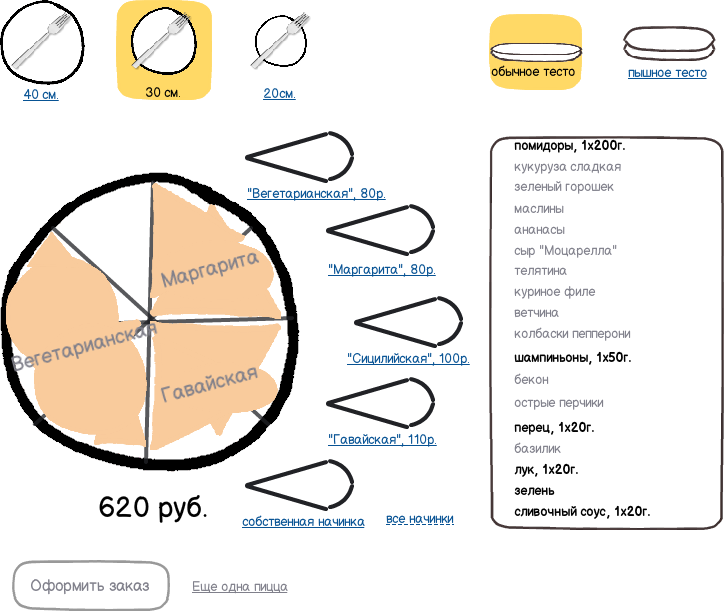 40 см.
30 см.
20см.
обычное тесто
пышное тесто
"Вегетарианская", 80р.
"Маргарита", 80р.
"Сицилийская", 100р.
"Гавайская", 110р.
собственная начинка
все начинки
Маргарита
Вегетарианская
Гавайская
620 руб.
помидоры, 1х200г.
кукуруза сладкая
зеленый горошек
маслины
ананасы
сыр "Моцарелла"
телятина
куриное филе
ветчина
колбаски пепперони
шампиньоны, 1х50г.
бекон
острые перчики
перец, 1х20г.
базилик
лук, 1х20г.
зелень
сливочный соус, 1х20г.
Оформить заказ
Еще одна пицца